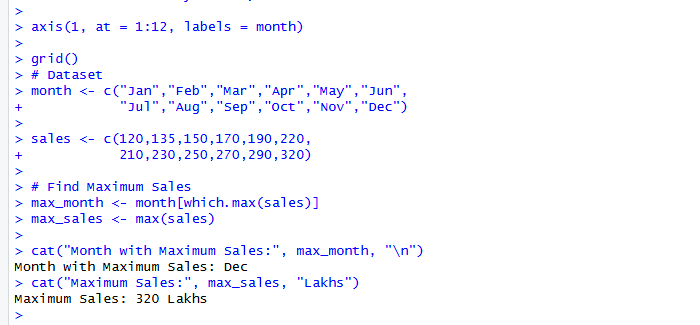 >
> axis(1, at = 1:12, labels = month)
>
> grid()
> # Dataset
> month <- c("Jan","Feb","Mar","Apr","May","Jun",
+            "Jul","Aug","Sep","Oct","Nov","Dec")
>
> sales <- c(120,135,150,170,190,220,
+            210,230,250,270,290,320)
>
> # Find Maximum Sales
> max_month <- month[which.max(sales)]
> max_sales <- max(sales)
>
> cat("Month with Maximum Sales:", max_month, "\n")
Month with Maximum Sales: Dec
> cat("Maximum Sales:", max_sales, "Lakhs")
Maximum Sales: 320 Lakhs
>